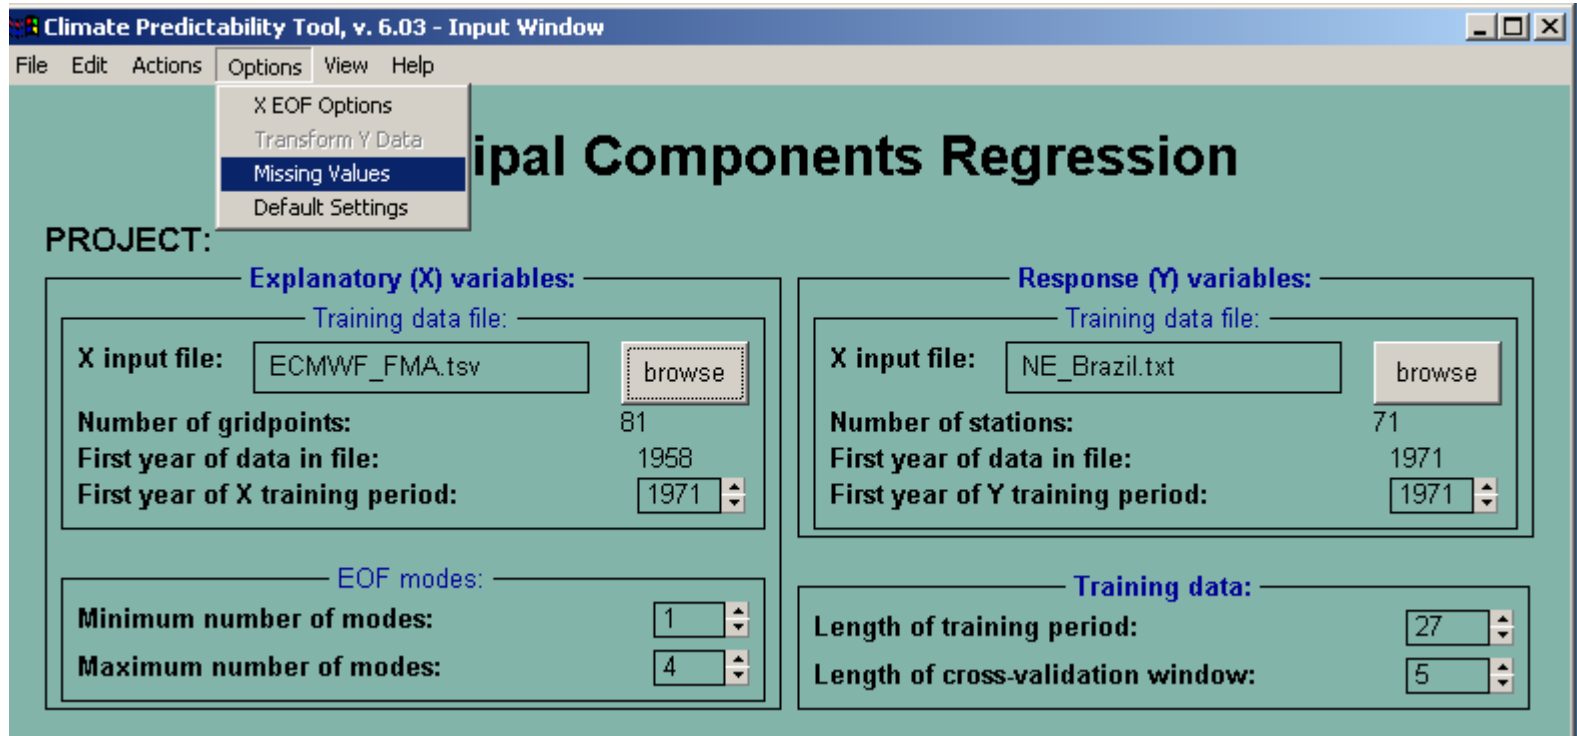 Climate Predictability Tool, v. 6.03 - Input Window
File Edit Actions Options View Help
X EOF Options
Transform Y Data
Missing Values
Default Settings
ipal Components Regression
PROJECT:
Explanatory (X) variables:
Training data file:
X input file: ECMWF_FMA.tsv browse
Number of gridpoints: 81
First year of data in file: 1958
First year of X training period: 1971
EOF modes:
Minimum number of modes: 1
Maximum number of modes: 4
Response (Y) variables:
Training data file:
X input file: NE_Brazil.txt browse
Number of stations: 71
First year of data in file: 1971
First year of Y training period: 1971
Training data:
Length of training period: 27
Length of cross-validation window: 5